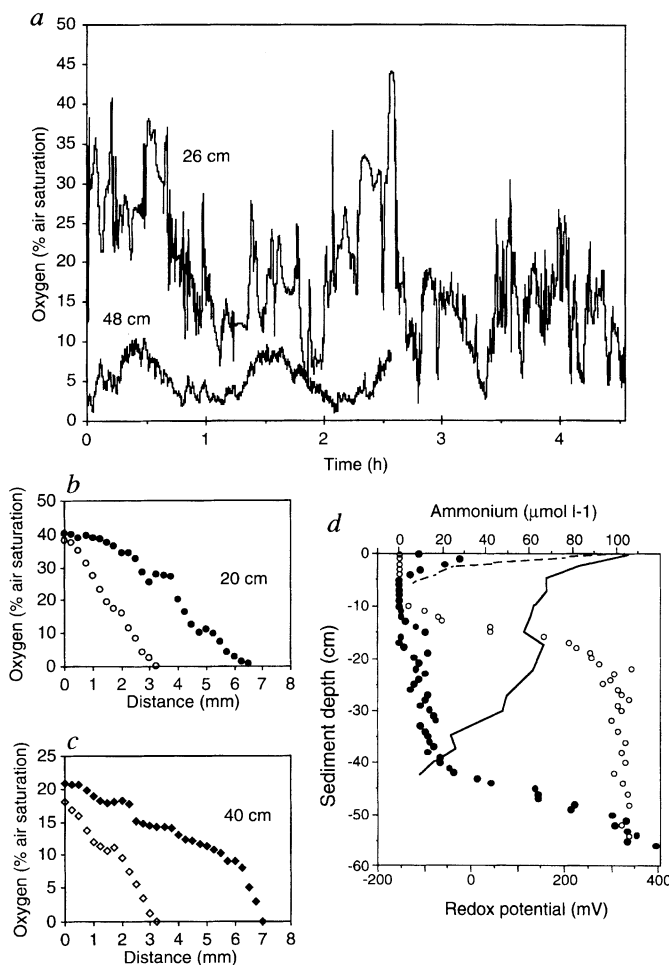 a
50
45
40
35
30
25
20
15
10
5
0
Oxygen (% air saturation)
26 cm
48 cm
0 1 2 3 4
Time (h)
b
50
40
30
20
10
0
Oxygen (% air saturation)
20 cm
0 1 2 3 4 5 6 7 8
Distance (mm)
c
25
20
15
10
5
0
Oxygen (% air saturation)
40 cm
0 1 2 3 4 5 6 7 8
Distance (mm)
d
Ammonium (μmol l-1)
0 20 40 60 80 100
0
-10
-20
-30
-40
-50
-60
Sediment depth (cm)
-200 0 200 400
Redox potential (mV)